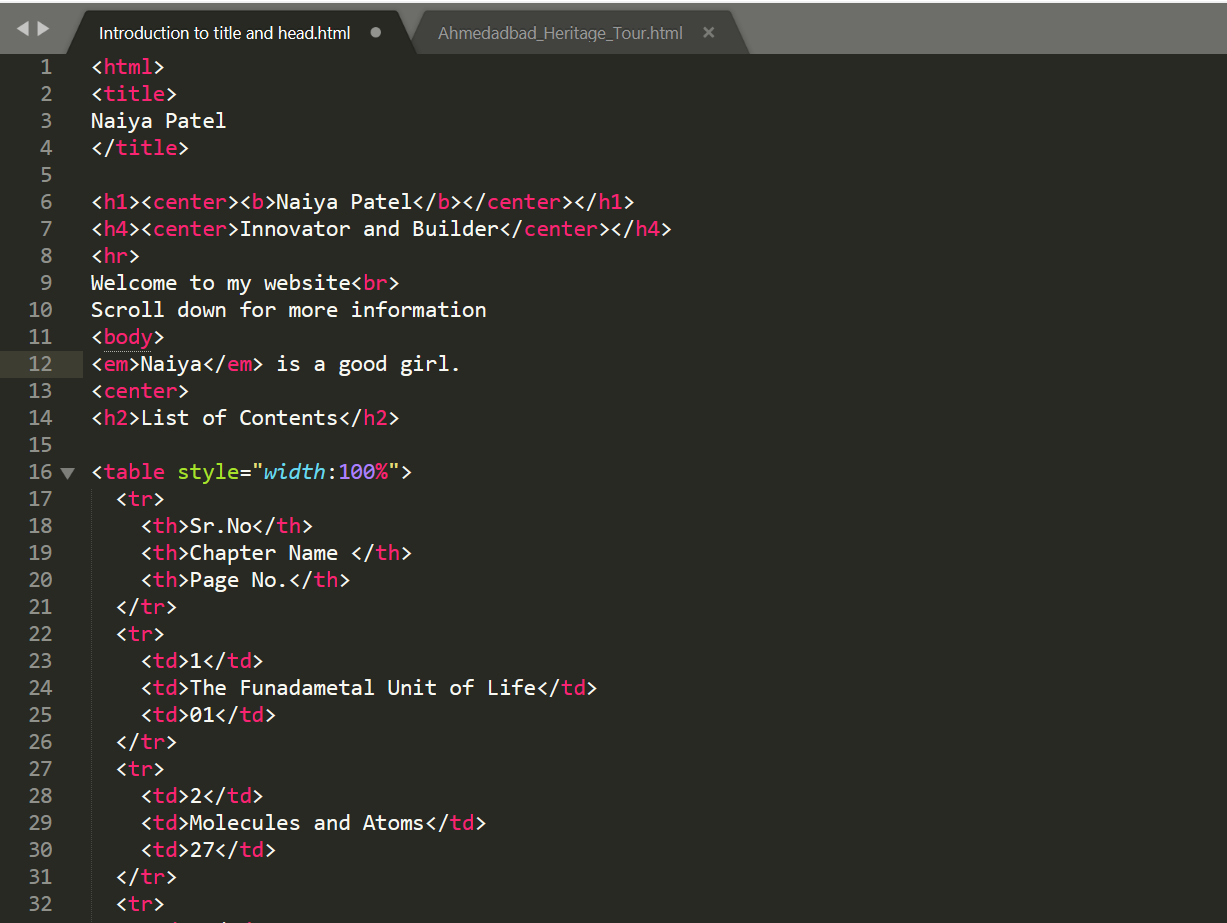 Introduction to title and head.html Ahmedadbad_Heritage_Tour.html
1 <html>
2 <title>
3 Naiya Patel
4 </title>
5
6 <h1><center><b>Naiya Patel</b></center></h1>
7 <h4><center>Innovator and Builder</center></h4>
8 <hr>
9 Welcome to my website<br>
10 Scroll down for more information
11 <body>
12 <em>Naiya</em> is a good girl.
13 <center>
14 <h2>List of Contents</h2>
15
16 <table style="width:100%">
17 <tr>
18 <th>Sr.No</th>
19 <th>Chapter Name </th>
20 <th>Page No.</th>
21 </tr>
22 <tr>
23 <td>1</td>
24 <td>The Funadametal Unit of Life</td>
25 <td>01</td>
26 </tr>
27 <tr>
28 <td>2</td>
29 <td>Molecules and Atoms</td>
30 <td>27</td>
31 </tr>
32 <tr>